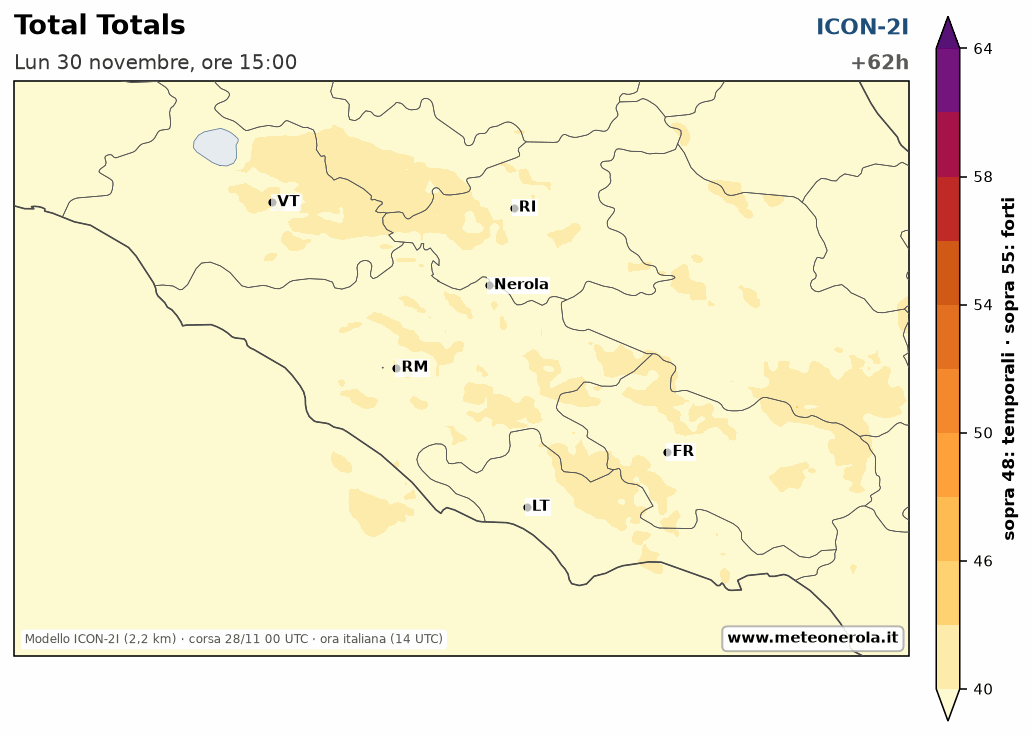 Total Totals
ICON-2I
Lun 30 novembre, ore 15:00
+62h
VT
RI
Nerola
RM
FR
LT
Modello ICON-2I (2,2 km) · corsa 28/11 00 UTC · ora italiana (14 UTC)
www.meteonerola.it
64
58
54
50
46
40
sopra 48: temporali · sopra 55: forti